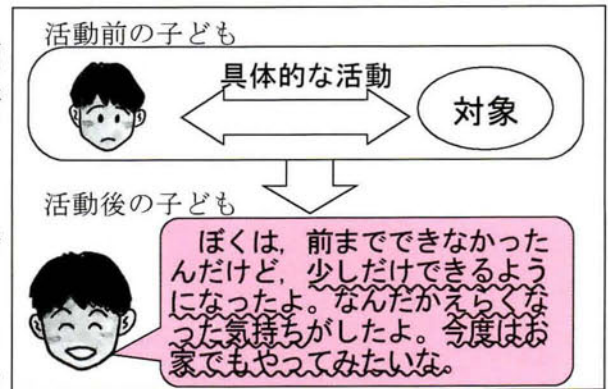 活動前の子ども
具体的な活動
対象
活動後の子ども
ぼくは，前までできなかった
んだけど，少しだけできるよう
になったよ。なんだかえらくな
った気持ちがしたよ。今度はお
家でもやってみたいな。